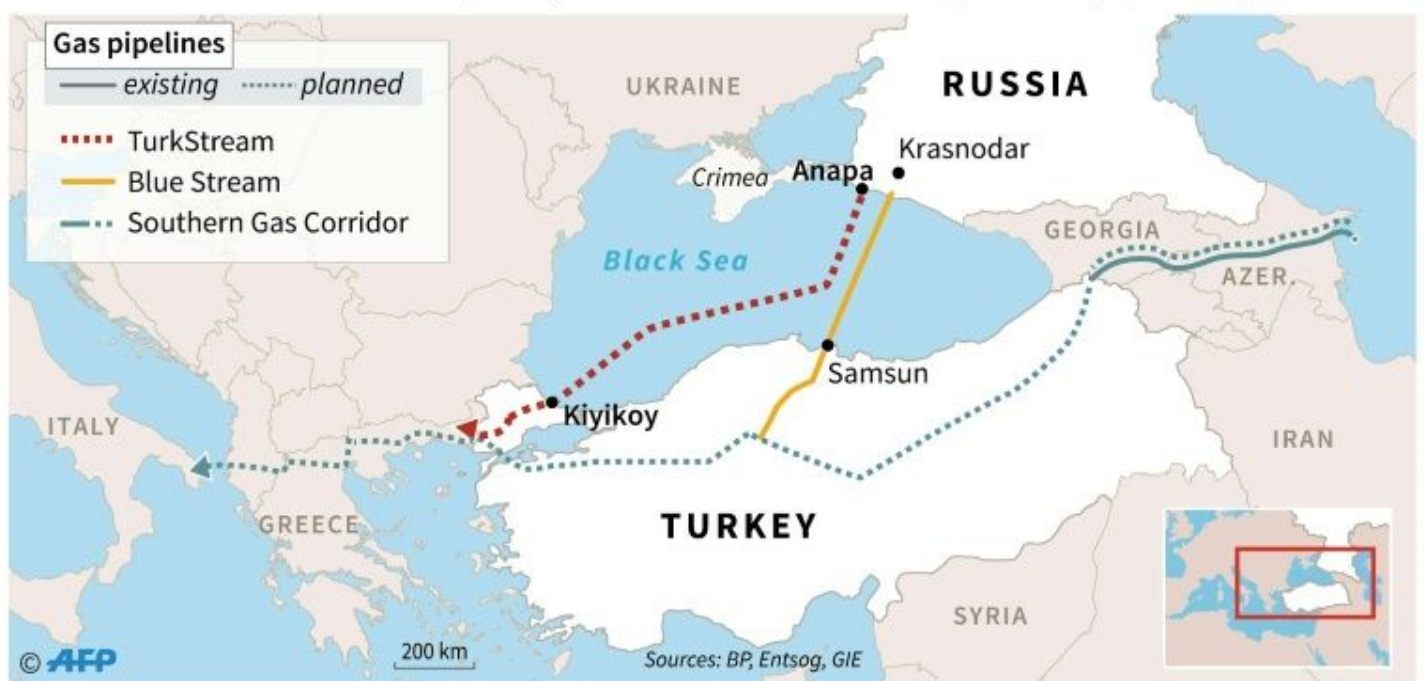 Gas pipelines
existing planned
TurkStream
Blue Stream
Southern Gas Corridor
UKRAINE
RUSSIA
Krasnodar
Crimea
Anapa
GEORGIA
Black Sea
AZER.
Samsun
Kiyikoy
ITALY
IRAN
GREECE
TURKEY
SYRIA
© AFP
200 km
Sources: BP, Entsog, GIE